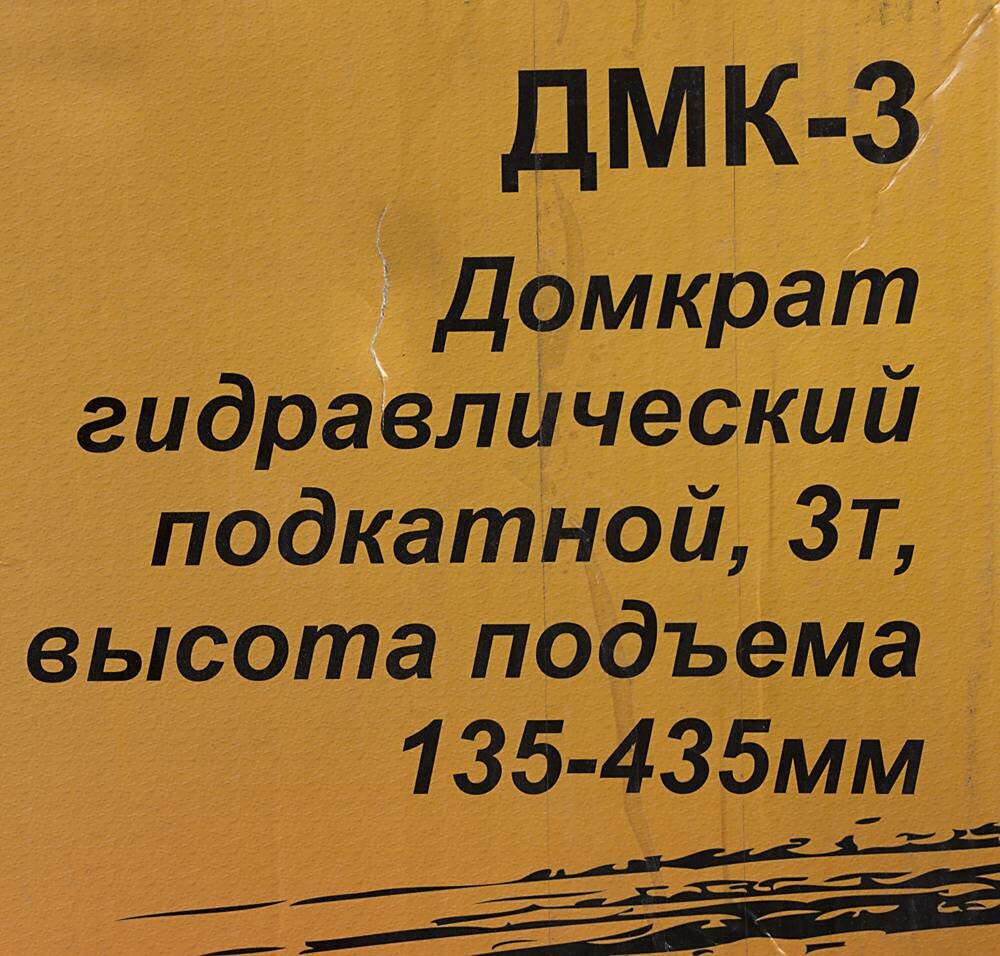 ДМК-3
Домкрат
гидравлический
подкатной, 3т,
высота подъема
135-435мм